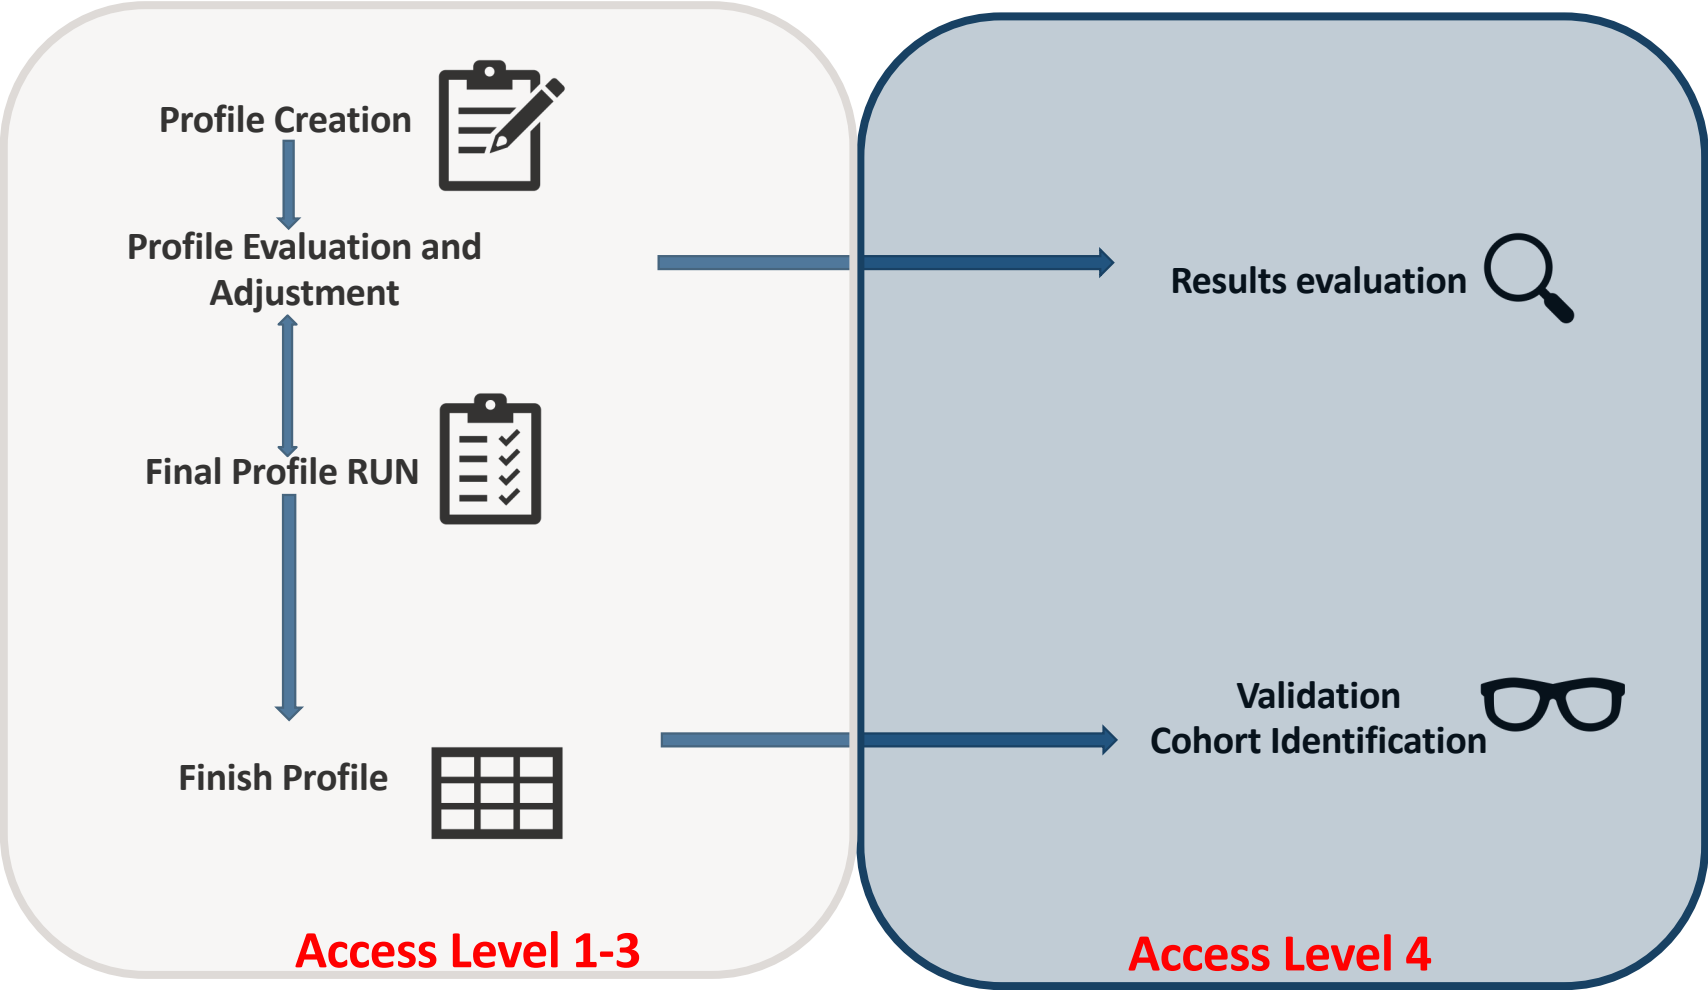 Profile Creation
Profile Evaluation and
Adjustment
Final Profile RUN
Finish Profile
Access Level 1-3
Results evaluation
Validation
Cohort Identification
Access Level 4